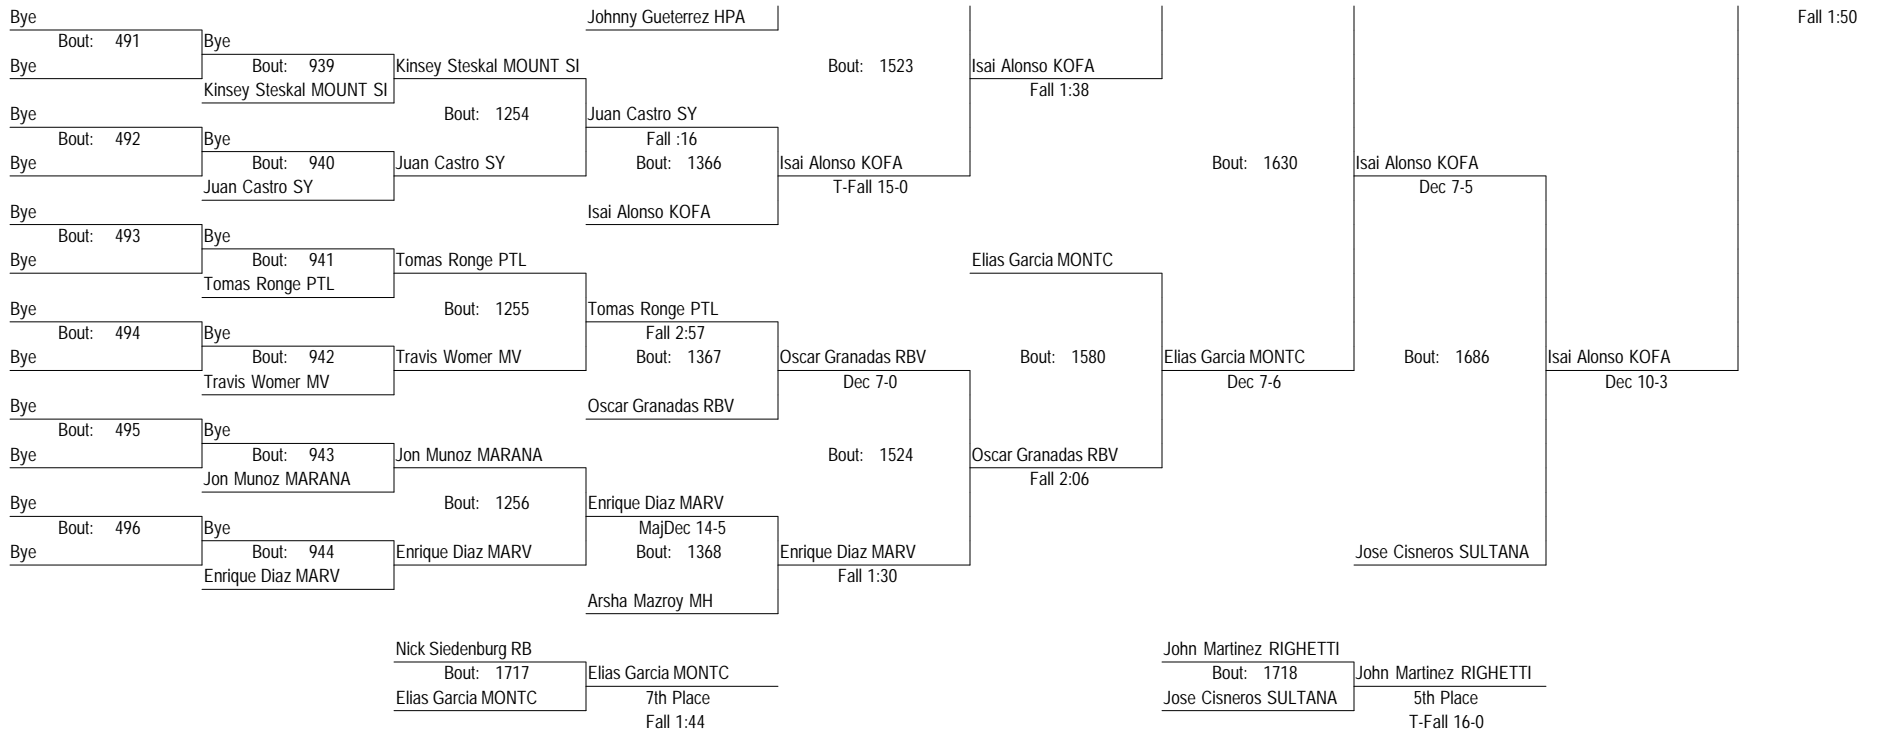 Bye Johnny Gueterrez HPA Fall 1:50
Bout: 491 Bye
Bye Bout: 939 Kinsey Steskal MOUNT SI Bout: 1523 Isai Alonso KOFA
Kinsey Steskal MOUNT SI Fall 1:38
Bye Bout: 1254 Juan Castro SY
Bout: 492 Bye Fall :16
Bye Bout: 940 Juan Castro SY Bout: 1366 Isai Alonso KOFA Bout: 1630 Isai Alonso KOFA
Juan Castro SY T-Fall 15-0 Dec 7-5
Bye Isai Alonso KOFA
Bout: 493 Bye
Bye Bout: 941 Tomas Ronge PTL Elias Garcia MONTC
Tomas Ronge PTL
Bye Bout: 1255 Tomas Ronge PTL
Bout: 494 Bye Fall 2:57
Bye Bout: 942 Travis Womer MV Bout: 1367 Oscar Granadas RBV Bout: 1580 Elias Garcia MONTC Bout: 1686 Isai Alonso KOFA
Travis Womer MV Dec 7-0 Dec 7-6 Dec 10-3
Bye Oscar Granadas RBV
Bout: 495 Bye
Bye Bout: 943 Jon Munoz MARANA Bout: 1524 Oscar Granadas RBV
Jon Munoz MARANA Fall 2:06
Bye Bout: 1256 Enrique Diaz MARV
Bout: 496 Bye MajDec 14-5
Bye Bout: 944 Enrique Diaz MARV Bout: 1368 Enrique Diaz MARV Jose Cisneros SULTANA
Enrique Diaz MARV Fall 1:30
Arsha Mazroy MH
Nick Siedenburg RB John Martinez RIGHETTI
Bout: 1717 Elias Garcia MONTC Bout: 1718 John Martinez RIGHETTI
Elias Garcia MONTC 7th Place Jose Cisneros SULTANA 5th Place
Fall 1:44 T-Fall 16-0